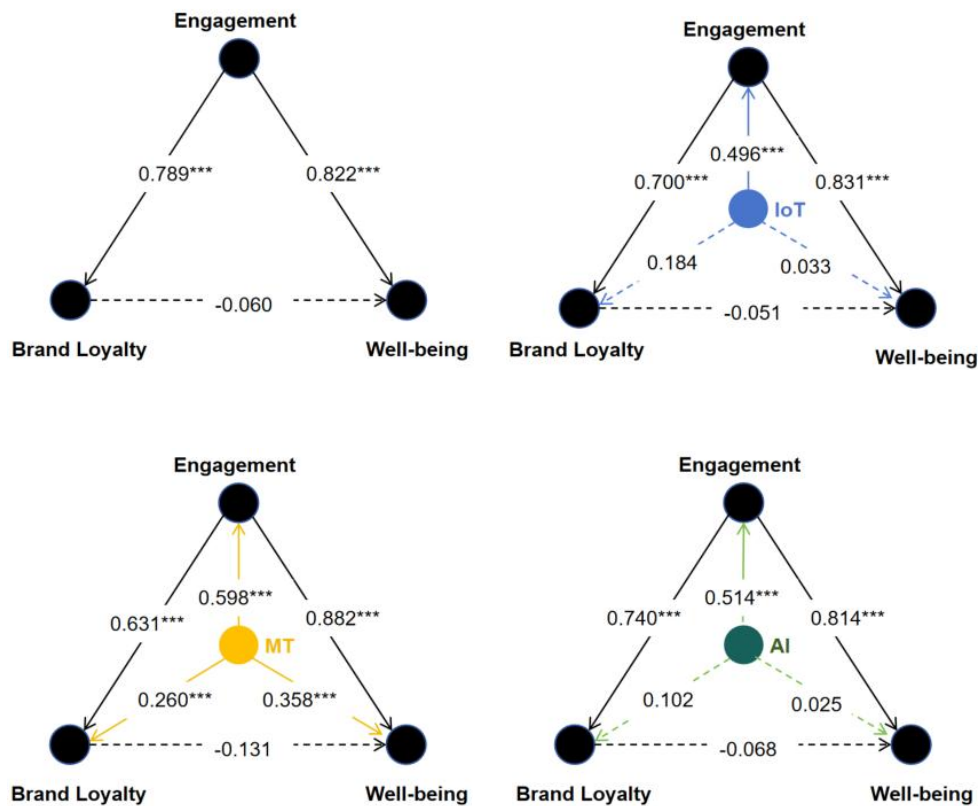 Engagement
0.789***
0.822***
-0.060
Brand Loyalty
Well-being
Engagement
0.496***
0.700***
0.831***
IoT
0.184
0.033
-0.051
Brand Loyalty
Well-being
Engagement
0.598***
0.631***
0.882***
MT
0.260***
0.358***
-0.131
Brand Loyalty
Well-being
Engagement
0.514***
0.740***
0.814***
AI
0.102
0.025
-0.068
Brand Loyalty
Well-being